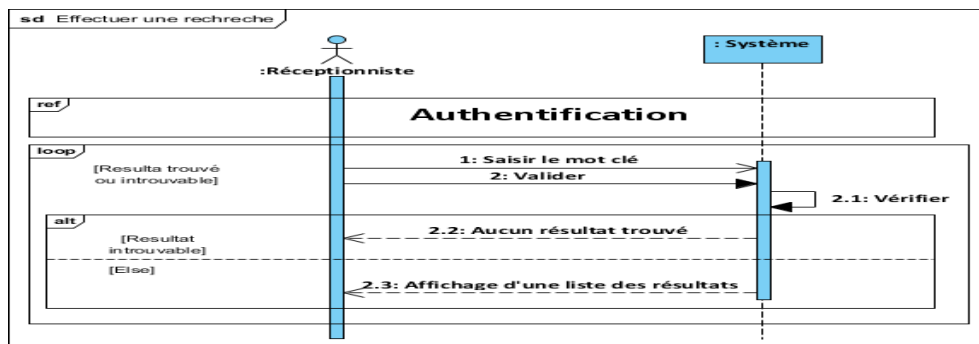 sd Effectuer une rechreche
:Réceptionniste
: Système
ref
Authentification
loop
[Resulta trouvé
ou introuvable]
1: Saisir le mot clé
2: Valider
2.1: Vérifier
alt
[Resultat
introuvable]
2.2: Aucun résultat trouvé
[Else]
2.3: Affichage d'une liste des résultats